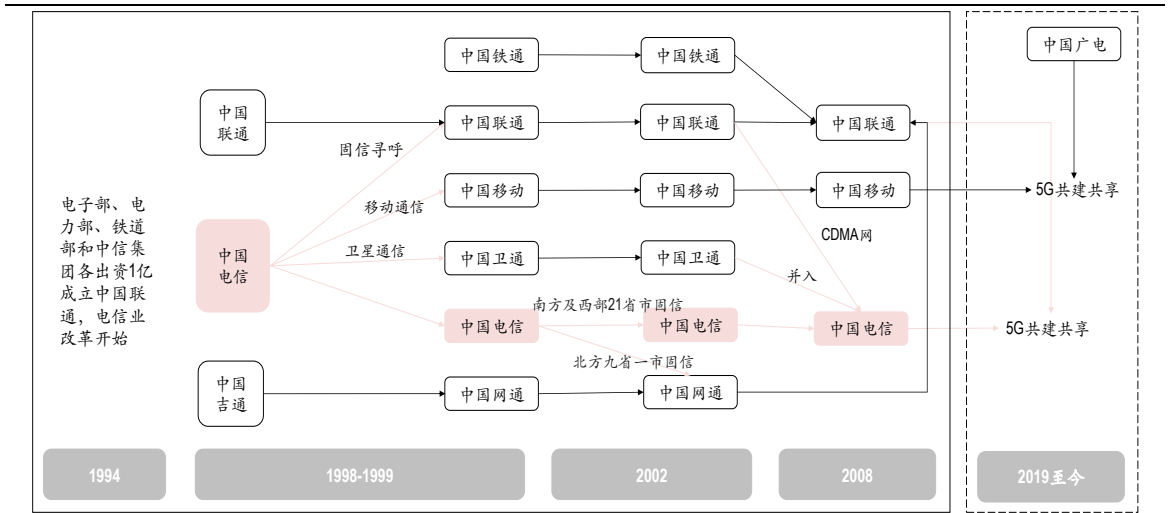 中国广电
中国铁通
中国铁通
中国
联通
中国联通
中国联通
中国联通
固信寻呼
中国移动
中国移动
中国移动
5G共建共享
移动通信
电子部、电
力部、铁道
部和中信集
团各出资1亿
成立中国联
通，电信业
改革开始
中国
电信
CDMA网
卫星通信
中国卫通
中国卫通
并入
南方及西部21省市固信
中国电信
中国电信
中国电信
5G共建共享
北方九省一市固信
中国
吉通
中国网通
中国网通
1994
1998-1999
2002
2008
2019至今